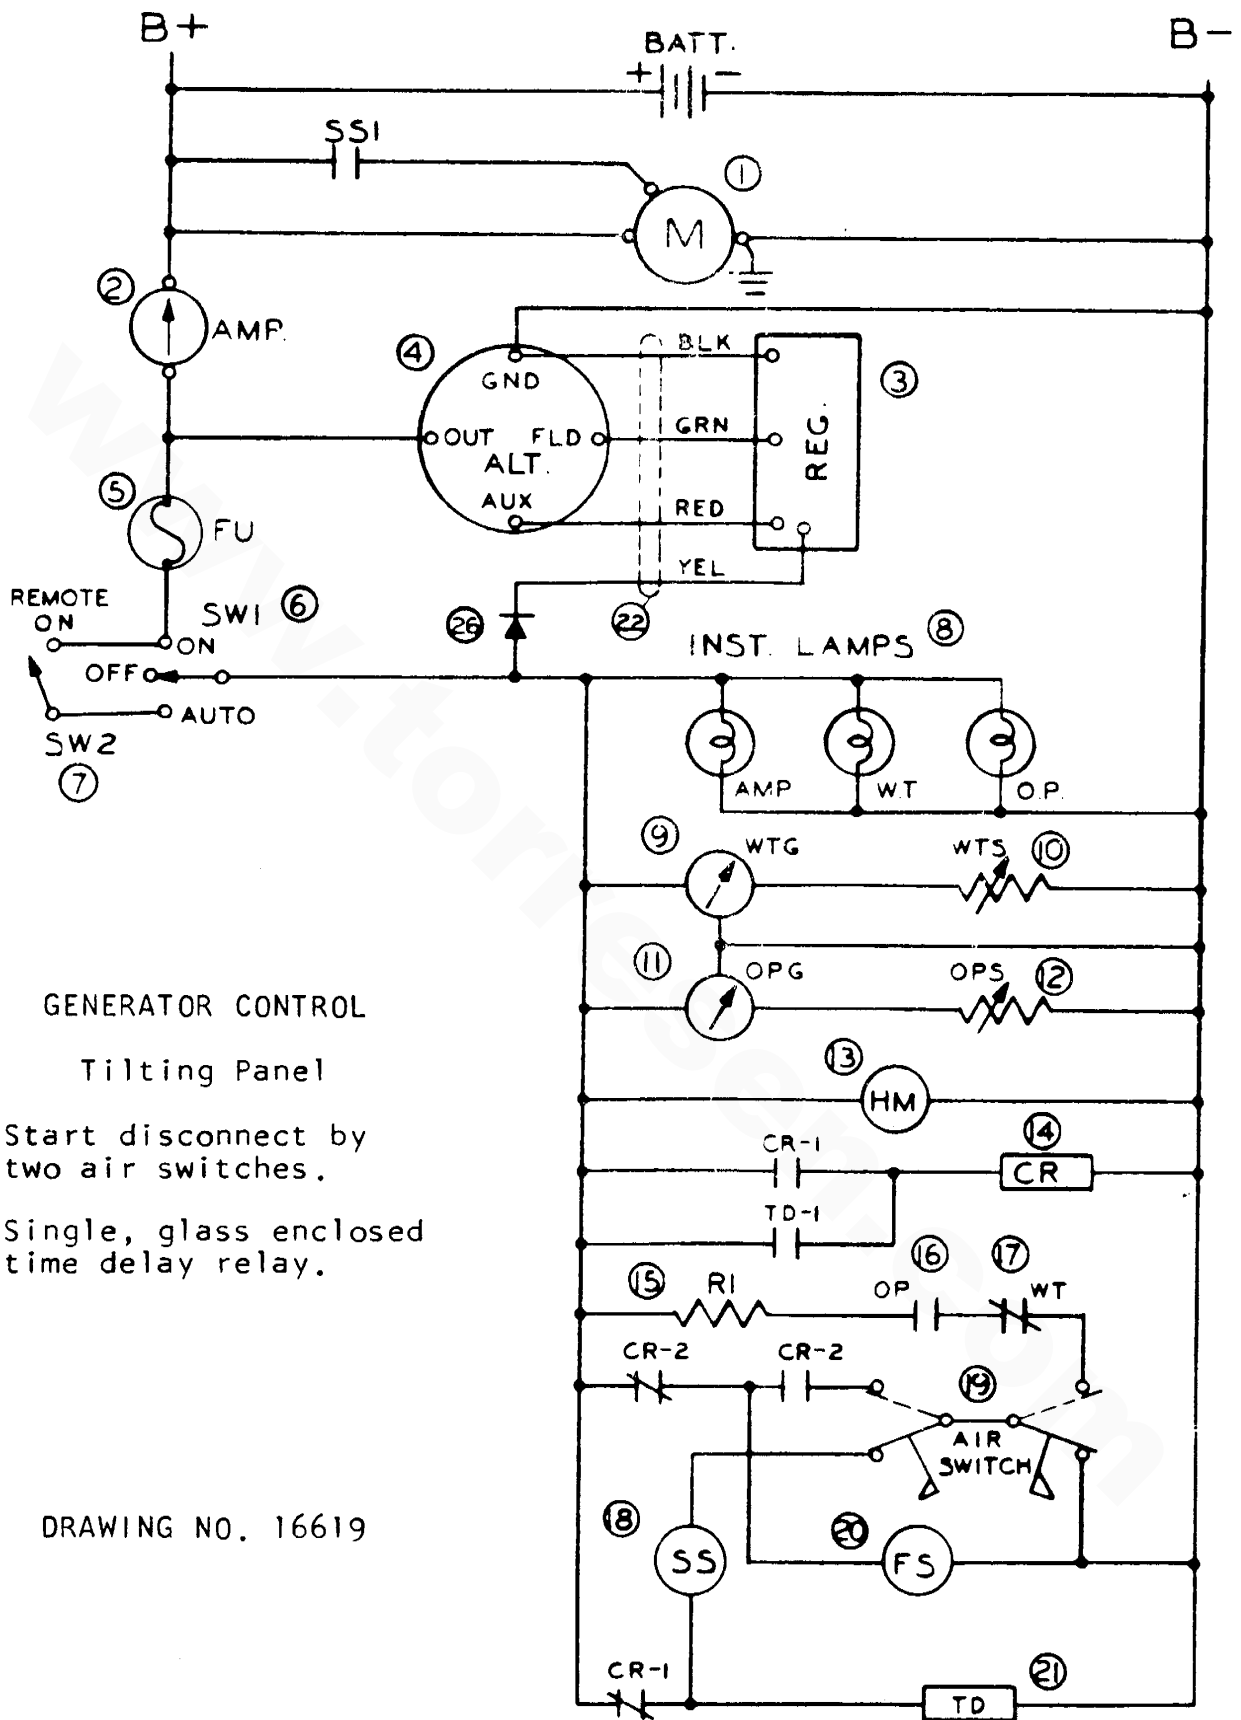 B+
B-
BATT.
+ -
SS1
1
M
2
AMP.
4
GND
BLK
3
OUT FLD
GRN
REG.
ALT.
AUX
RED
5
FU
YEL
REMOTE
ON
SW1 6
ON
26
22
INST. LAMPS 8
OFF
AUTO
SW2
7
AMP W.T O.P.
9 WTG
WTS 10
11 OPG
OPS 12
GENERATOR CONTROL
Tilting Panel
Start disconnect by
two air switches.
Single, glass enclosed
time delay relay.
DRAWING NO. 16619
13
HM
CR-1
14
CR
TD-1
15 R1
16
OP
17
WT
CR-2 CR-2
19
AIR
SWITCH
18
SS
20
FS
CR-1
21
TD
www.torresen.com